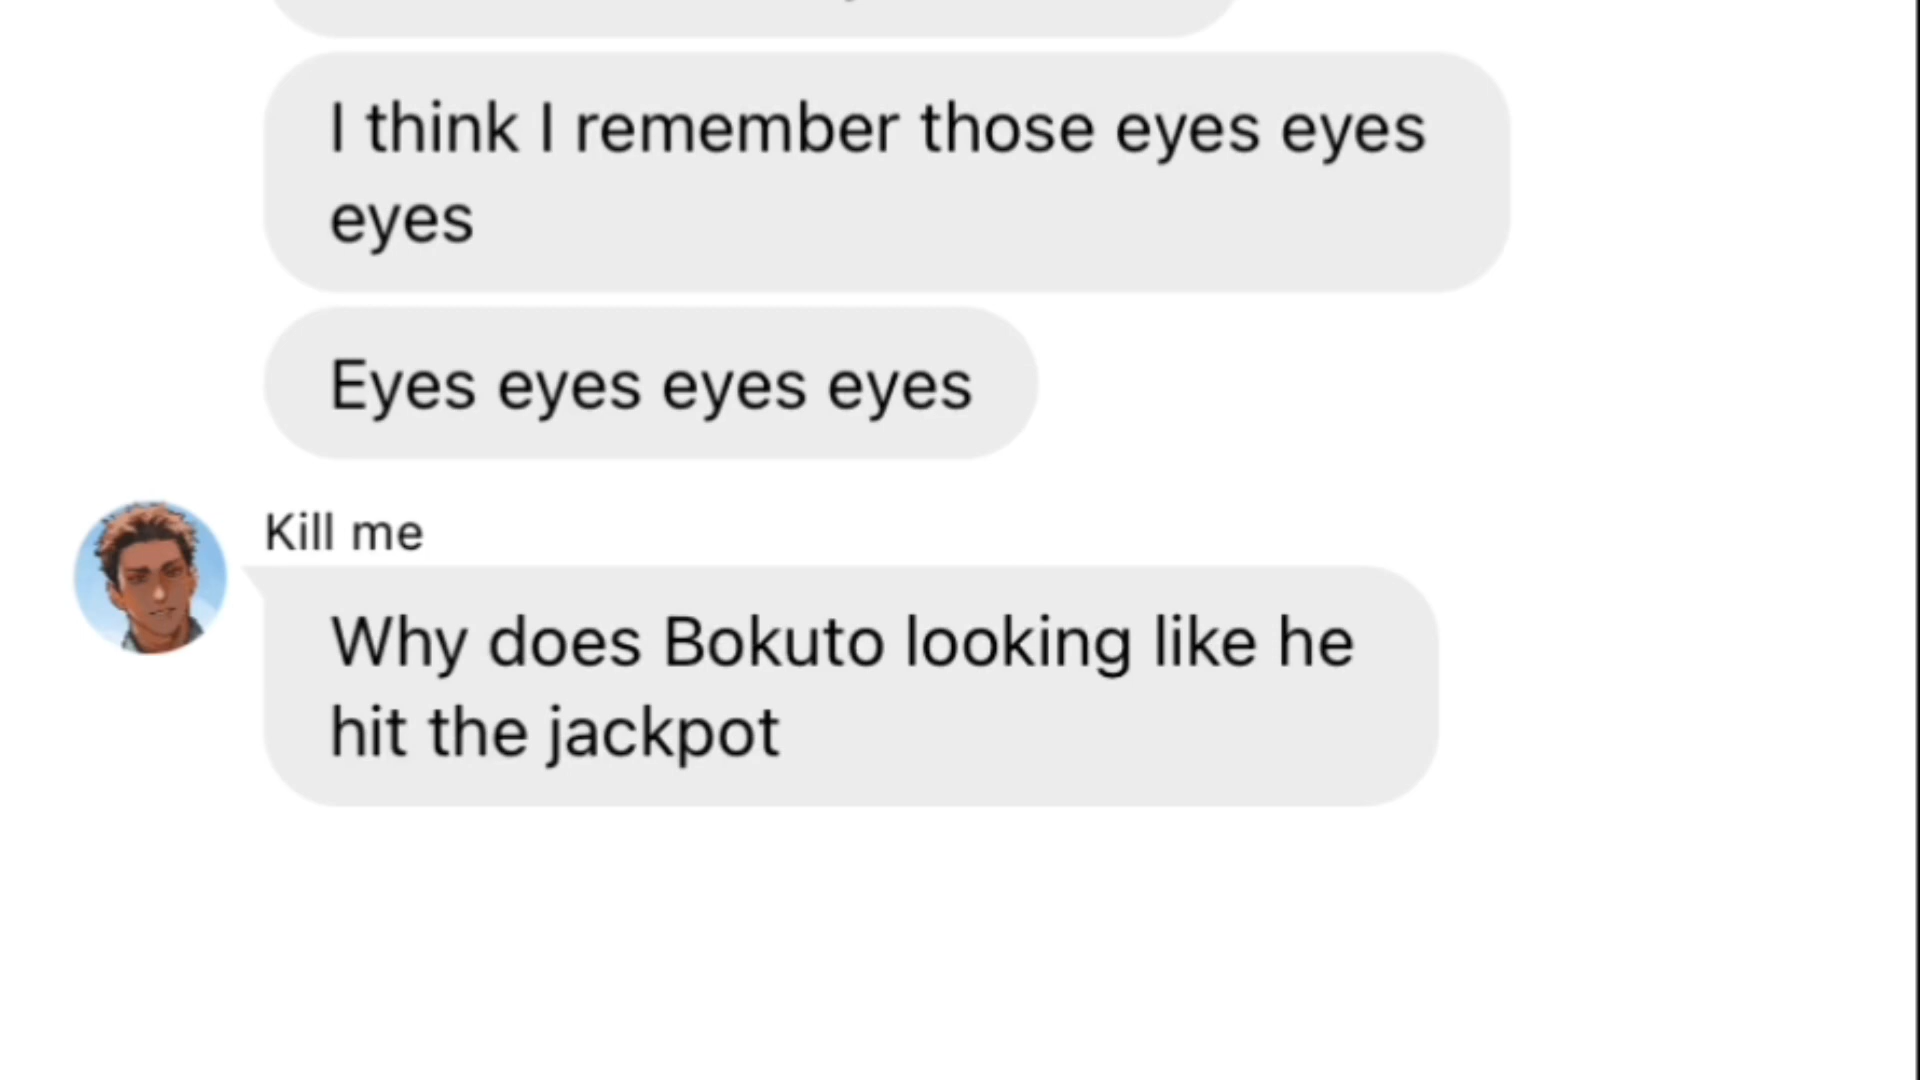 I think I remember those eyes eyes
eyes
Eyes eyes eyes eyes
Kill me
Why does Bokuto looking like he
hit the jackpot